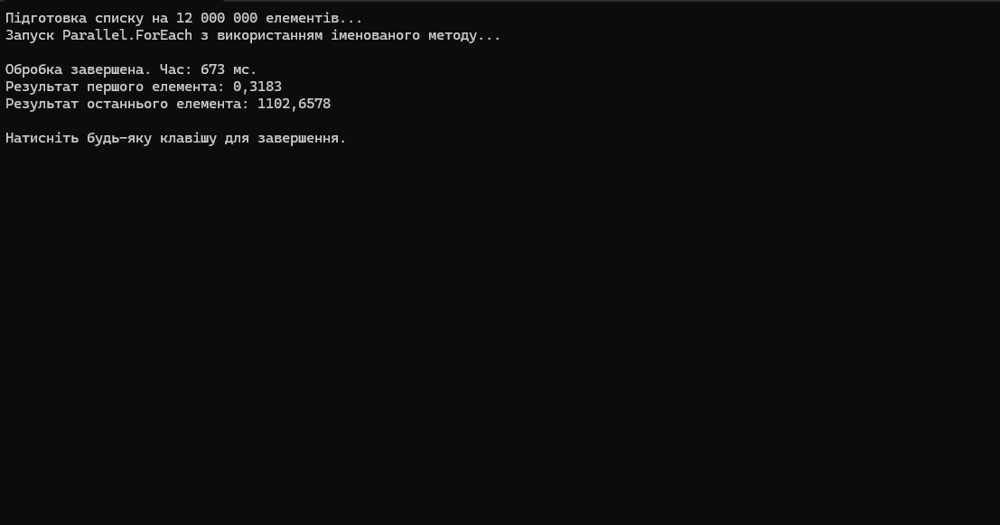 Підготовка списку на 12 000 000 елементів...
Запуск Parallel.ForEach з використанням іменованого методу...
Обробка завершена. Час: 673 мс.
Результат першого елемента: 0,3183
Результат останнього елемента: 1102,6578
Натисніть будь-яку клавішу для завершення.